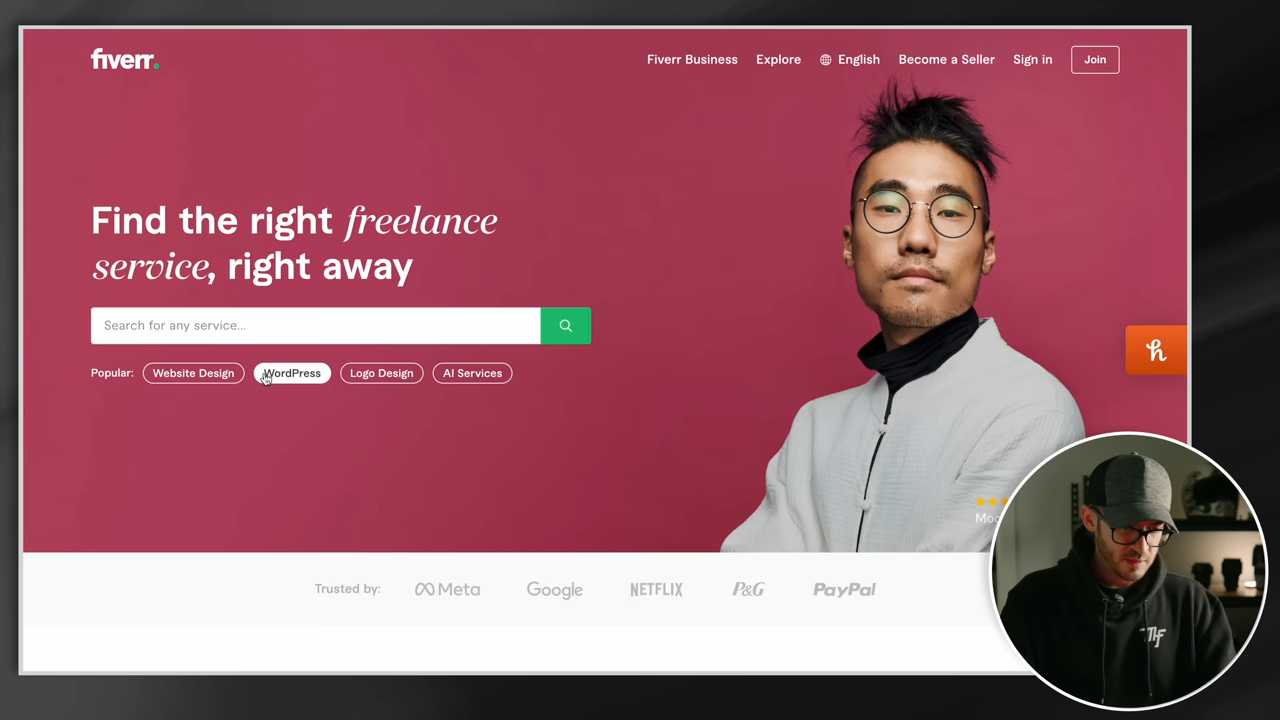 fiverr.
Fiverr Business
Explore
English
Become a Seller
Sign in
Join
Find the right freelance
service, right away
Search for any service...
Popular:
Website Design
WordPress
Logo Design
AI Services
Trusted by:
Meta
Google
NETFLIX
P&G
PayPal